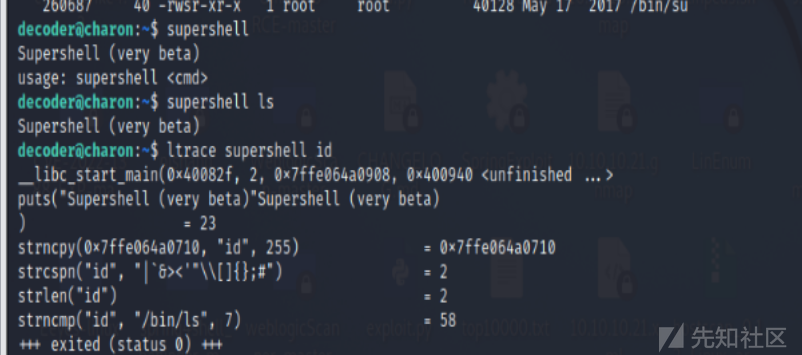 260687     40 -rwsr-xr-x   1 root     root        40128 May 17  2017 /bin/su
decoder@charon:~$ supershell
Supershell (very beta)
usage: supershell <cmd>
decoder@charon:~$ supershell ls
Supershell (very beta)
decoder@charon:~$ ltrace supershell id
__libc_start_main(0×40082f, 2, 0×7ffe064a0908, 0×400940 <unfinished ...>
puts("Supershell (very beta)"Supershell (very beta)
)                    = 23
strncpy(0×7ffe064a0710, "id", 255)                 = 0×7ffe064a0710
strcspn("id", "|`&><'"\\[]{};#")                   = 2
strlen("id")                                       = 2
strncmp("id", "/bin/ls", 7)                        = 58
+++ exited (status 0) +++
先知社区